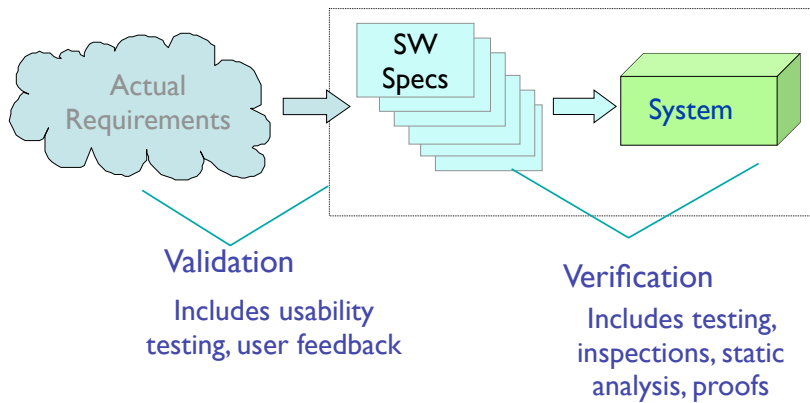 Actual
Requirements
SW
Specs
System
Validation
Includes usability
testing, user feedback
Verification
Includes testing,
inspections, static
analysis, proofs